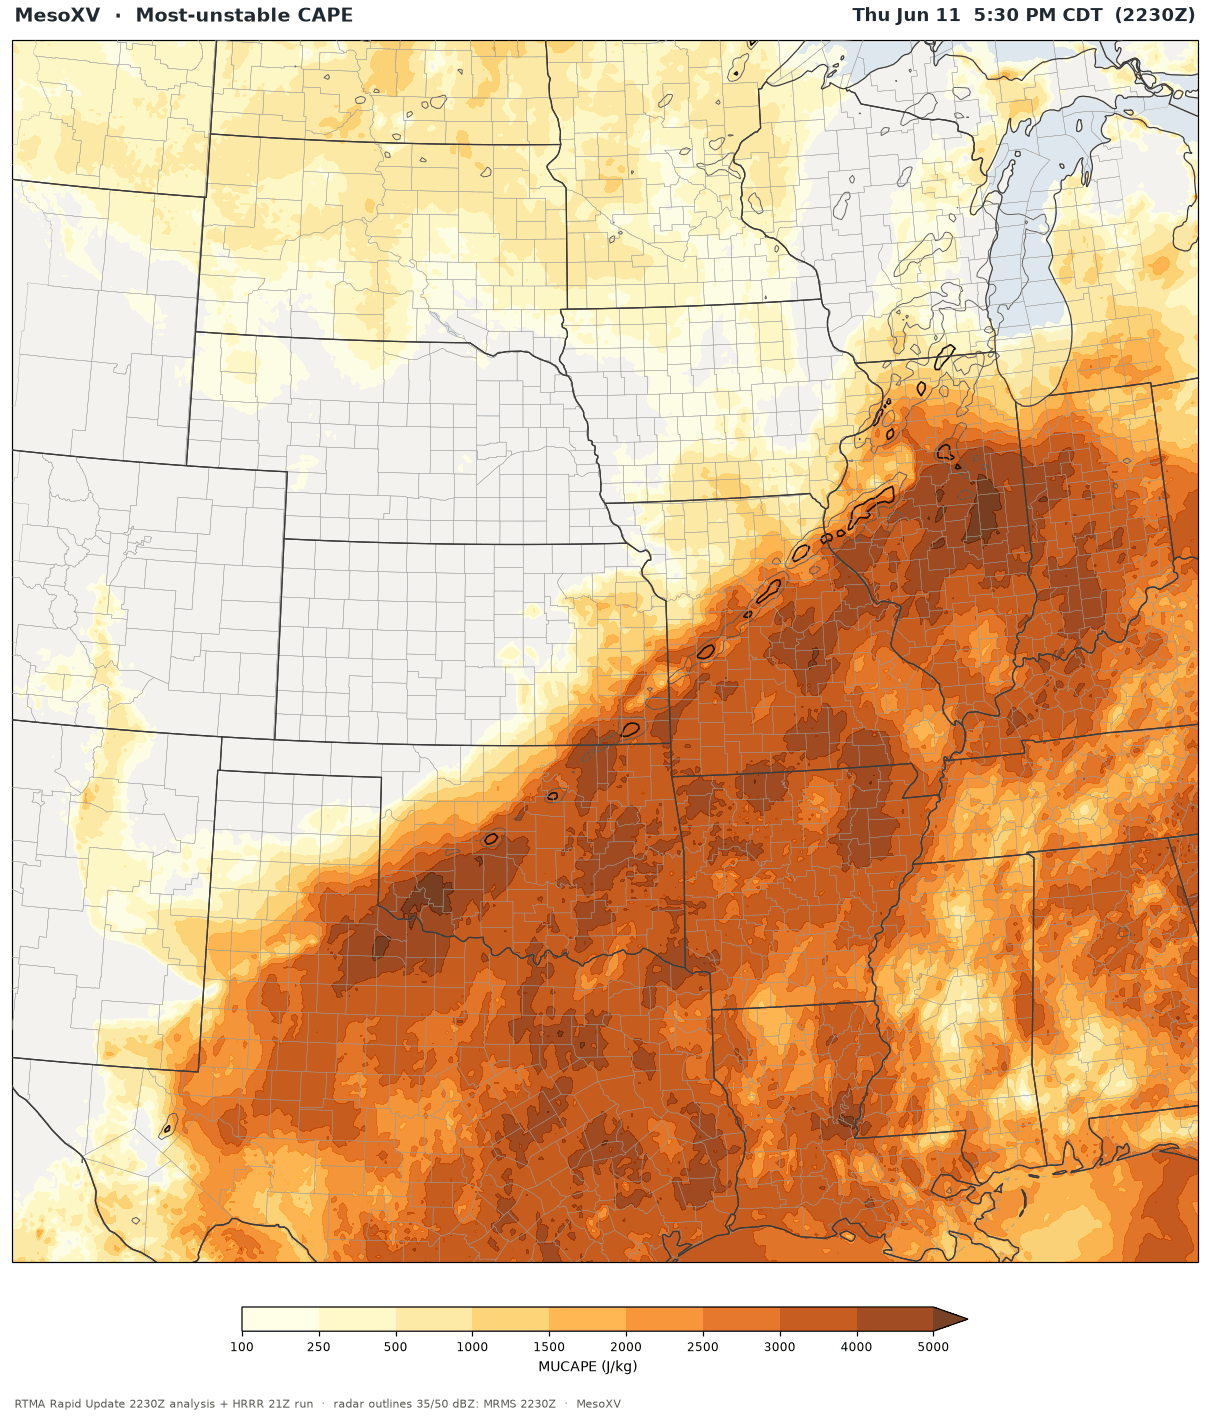 MesoXV · Most-unstable CAPE
Thu Jun 11 5:30 PM CDT (2230Z)
100 250 500 1000 1500 2000 2500 3000 4000 5000
MUCAPE (J/kg)
RTMA Rapid Update 2230Z analysis + HRRR 21Z run · radar outlines 35/50 dBZ: MRMS 2230Z · MesoXV